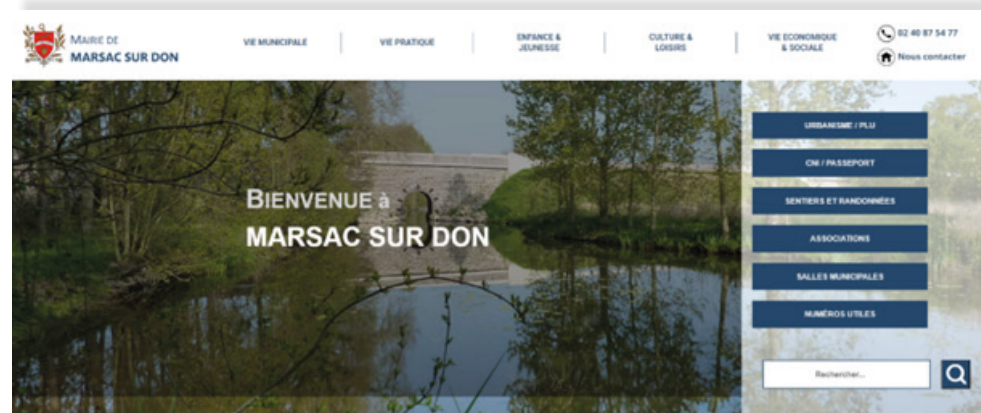 MAIRIE DE
MARSAC SUR DON
VIE MUNICIPALE
VIE PRATIQUE
ENFANCE &
JEUNESSE
CULTURE &
LOISIRS
VIE ECONOMIQUE
& SOCIALE
02 40 87 54 77
Nous contacter
BIENVENUE à
MARSAC SUR DON
URBANISME / PLU
CNI / PASSEPORT
SENTIERS ET RANDONNÉES
ASSOCIATIONS
SALLES MUNICIPALES
NUMÉROS UTILES
Rechercher...